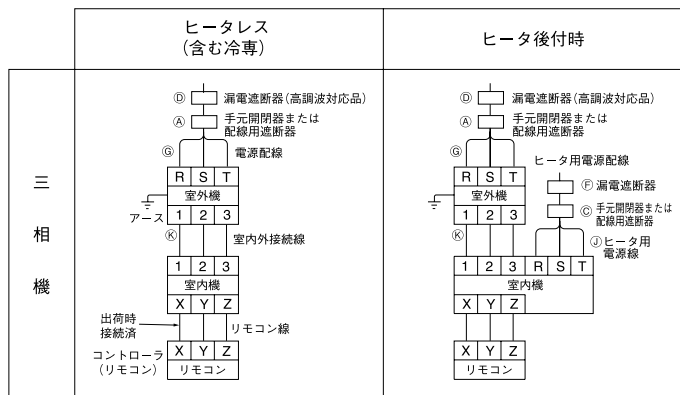 ヒータレス
(含む冷専)
ヒータ後付時
三相機
Ⓓ 漏電遮断器(高調波対応品)
Ⓐ 手元開閉器または
配線用遮断器
Ⓖ 電源配線
R S T
室外機
アース 1 2 3
Ⓚ 室内外接続線
1 2 3
室内機
X Y Z
出荷時
接続済
リモコン線
コントローラ
(リモコン)
X Y Z
リモコン
Ⓓ 漏電遮断器(高調波対応品)
Ⓐ 手元開閉器または
配線用遮断器
Ⓖ
ヒータ用電源配線
R S T
Ⓕ 漏電遮断器
室外機
1 2 3
Ⓒ 手元開閉器または
配線用遮断器
Ⓚ
Ⓙ ヒータ用
電源線
1 2 3 R S T
室内機
X Y Z
X Y Z
リモコン